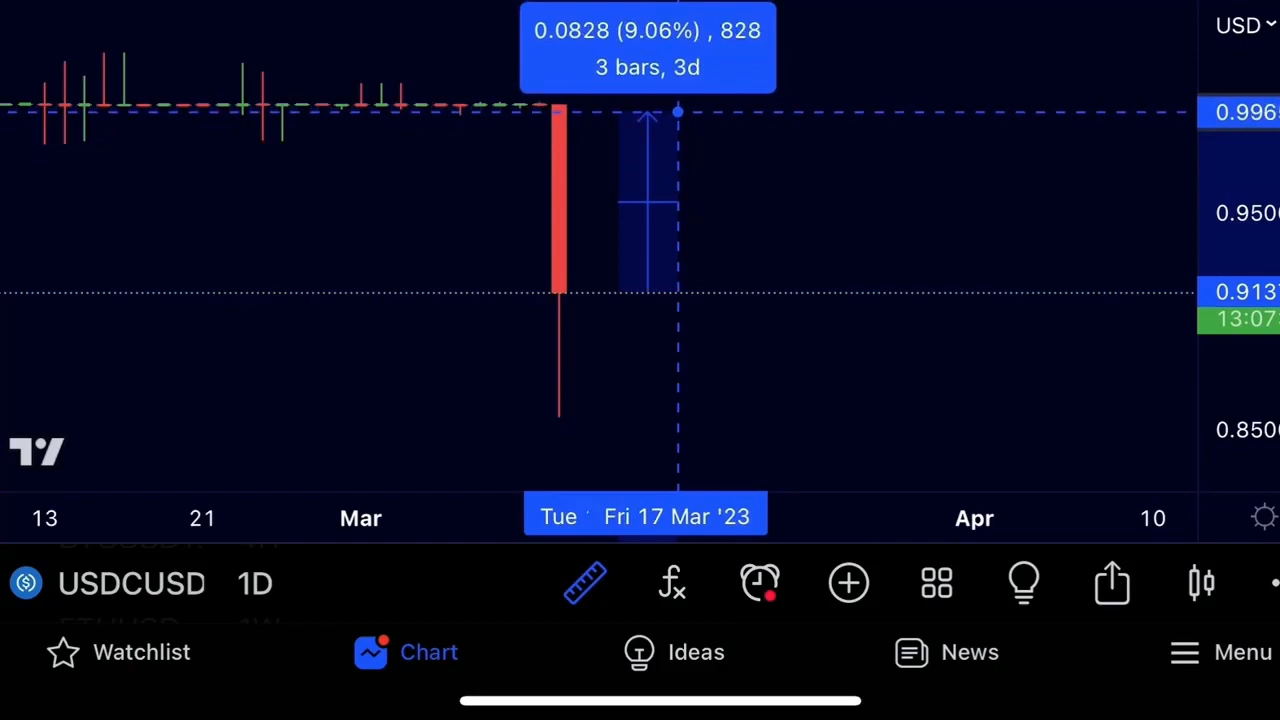 0.0828 (9.06%) , 828
3 bars, 3d
USD
0.996
0.950
0.913
13:07
0.850
13 21 Mar Tue Fri 17 Mar '23 Apr 10
USDCUSD 1D
Watchlist Chart Ideas News Menu